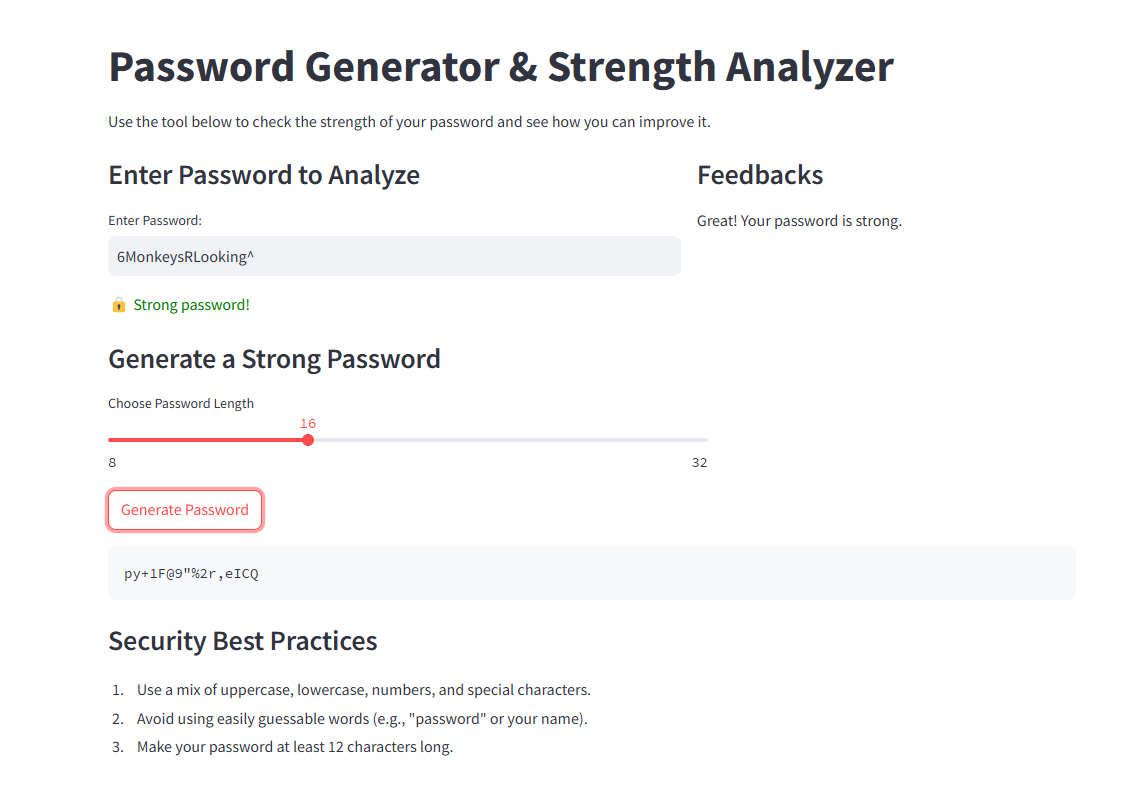 Password Generator & Strength Analyzer
Use the tool below to check the strength of your password and see how you can improve it.
Enter Password to Analyze
Enter Password:
6MonkeysRLooking^
🔒 Strong password!
Feedbacks
Great! Your password is strong.
Generate a Strong Password
Choose Password Length
16
8
32
Generate Password
py+lF@9"%2r,eICQ
Security Best Practices
1. Use a mix of uppercase, lowercase, numbers, and special characters.
2. Avoid using easily guessable words (e.g., "password" or your name).
3. Make your password at least 12 characters long.